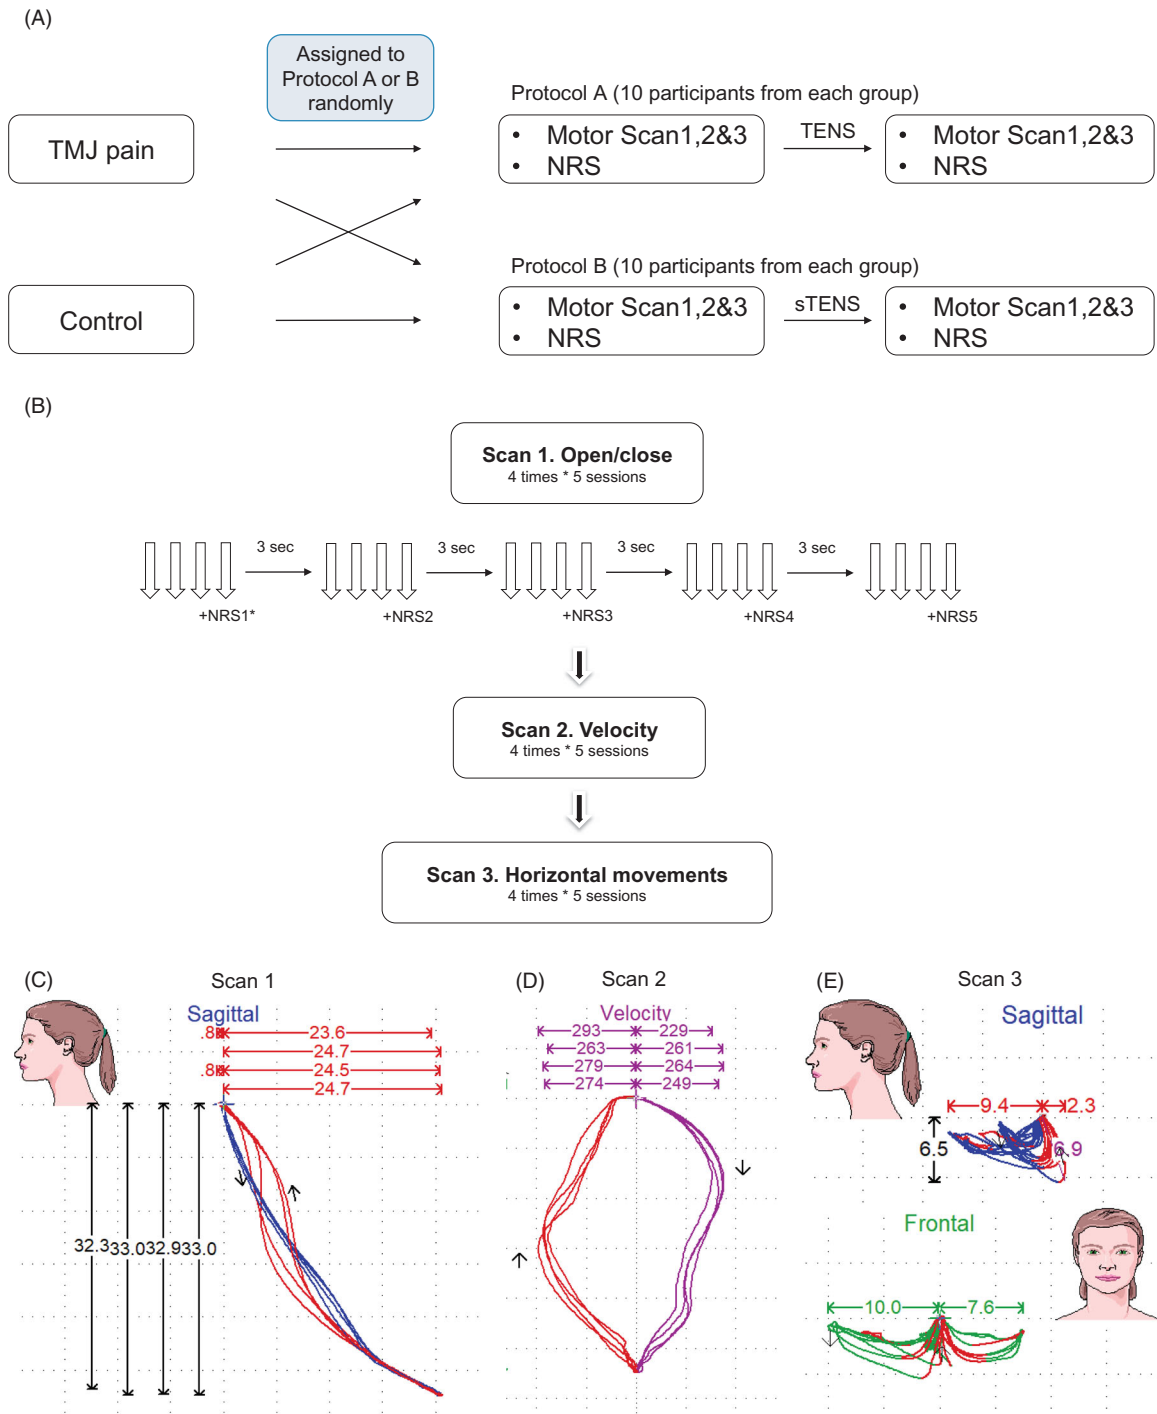 (A)
Assigned to
Protocol A or B
randomly
TMJ pain
Control
Protocol A (10 participants from each group)
• Motor Scan1,2&3
• NRS
TENS
• Motor Scan1,2&3
• NRS
Protocol B (10 participants from each group)
• Motor Scan1,2&3
• NRS
sTENS
• Motor Scan1,2&3
• NRS
(B)
Scan 1. Open/close
4 times * 5 sessions
3 sec 3 sec 3 sec 3 sec
+NRS1* +NRS2 +NRS3 +NRS4 +NRS5
Scan 2. Velocity
4 times * 5 sessions
Scan 3. Horizontal movements
4 times * 5 sessions
(C) Scan 1
Sagittal
.8 23.6
24.7
.8 24.5
24.7
32.3 33.0 32.9 33.0
(D) Scan 2
Velocity
293 229
263 261
279 264
274 249
(E) Scan 3
Sagittal
9.4 2.3
6.5 6.9
Frontal
10.0 7.6